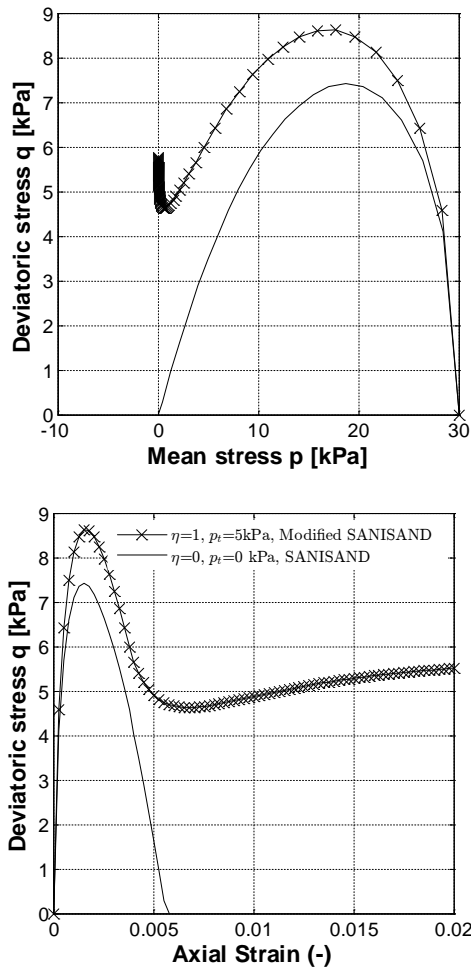 9
8
7
6
5
4
3
2
1
0
-10 0 10 20 30
Deviatoric stress q [kPa]
Mean stress p [kPa]
9
8
7
6
5
4
3
2
1
0
0 0.005 0.01 0.015 0.02
Deviatoric stress q [kPa]
Axial Strain (-)
η=1, pₜ=5kPa, Modified SANISAND
η=0, pₜ=0 kPa, SANISAND